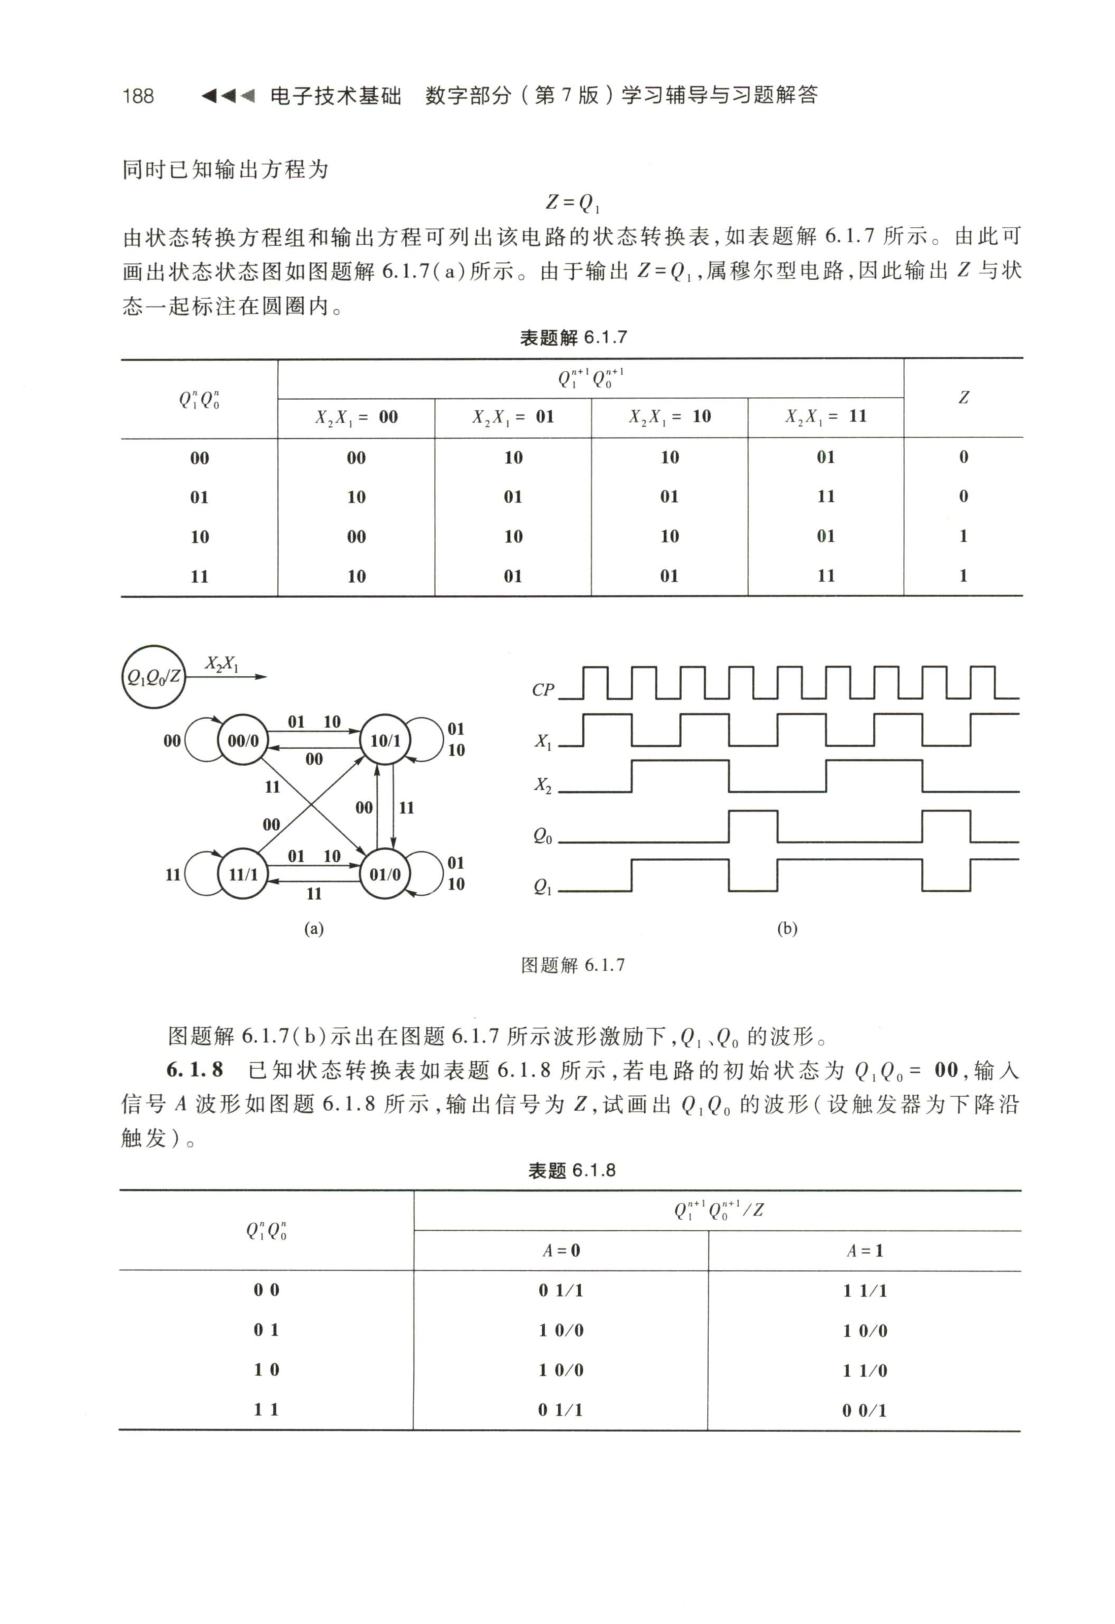 188 ◀◀◀ 电子技术基础 数字部分（第 7 版）学习辅导与习题解答
同时已知输出方程为
Z=Q₁
由状态转换方程组和输出方程可列出该电路的状态转换表,如表题解 6.1.7 所示。由此可
画出状态状态图如图题解 6.1.7(a)所示。由于输出 Z=Q₁,属穆尔型电路,因此输出 Z 与状
态一起标注在圆圈内。
表题解 6.1.7
Q₁ⁿQ₀ⁿ Q₁ⁿ⁺¹Q₀ⁿ⁺¹ Z
X₂X₁= 00 X₂X₁= 01 X₂X₁= 10 X₂X₁= 11
00 00 10 10 01 0
01 10 01 01 11 0
10 00 10 10 01 1
11 10 01 01 11 1
Q₁Q₀/Z X₂X₁
00 00/0 01 10 00 10/1 01 10
11 00 00 11
11 11/1 01 10 11 01/0 01 10
(a)
CP
X₁
X₂
Q₀
Q₁
(b)
图题解 6.1.7
图题解 6.1.7(b)示出在图题 6.1.7 所示波形激励下,Q₁、Q₀ 的波形。
6.1.8 已知状态转换表如表题 6.1.8 所示,若电路的初始状态为 Q₁Q₀= 00,输入
信号 A 波形如图题 6.1.8 所示,输出信号为 Z,试画出 Q₁Q₀ 的波形(设触发器为下降沿
触发)。
表题 6.1.8
Q₁ⁿQ₀ⁿ Q₁ⁿ⁺¹Q₀ⁿ⁺¹/Z
A=0 A=1
0 0 0 1/1 1 1/1
0 1 1 0/0 1 0/0
1 0 1 0/0 1 1/0
1 1 0 1/1 0 0/1